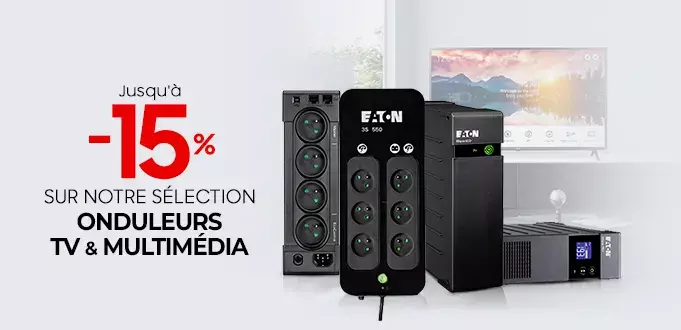 Jusqu'à
-15%
SUR NOTRE SÉLECTION
ONDULEURS
TV & MULTIMÉDIA
EATON
3S 550
EATON